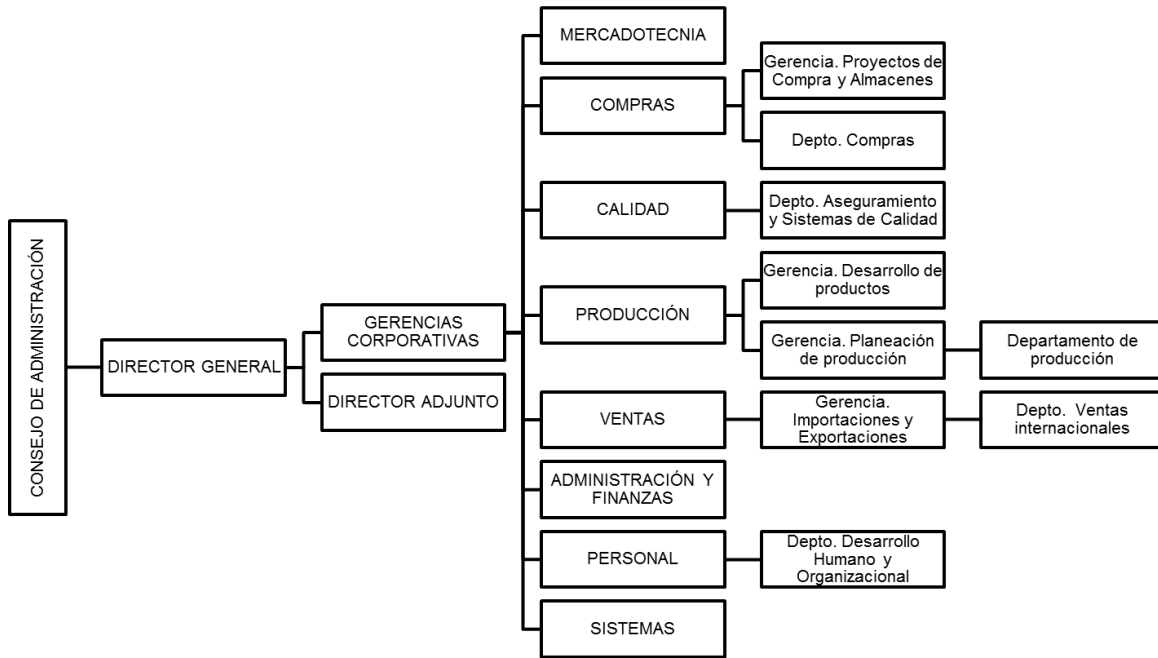 CONSEJO DE ADMINISTRACIÓN
DIRECTOR GENERAL
GERENCIAS
CORPORATIVAS
DIRECTOR ADJUNTO
MERCADOTECNIA
COMPRAS
Gerencia. Proyectos de
Compra y Almacenes
Depto. Compras
CALIDAD
Depto. Aseguramiento
y Sistemas de Calidad
PRODUCCIÓN
Gerencia. Desarrollo de
productos
Gerencia. Planeación
de producción
Departamento de
producción
VENTAS
Gerencia.
Importaciones y
Exportaciones
Depto. Ventas
internacionales
ADMINISTRACIÓN Y
FINANZAS
PERSONAL
Depto. Desarrollo
Humano y
Organizacional
SISTEMAS